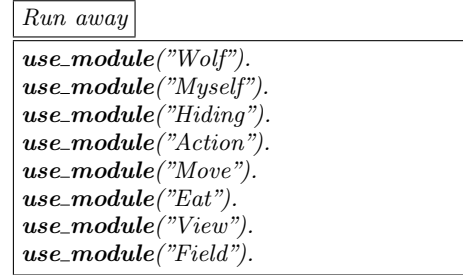 Run away
use_module("Wolf").
use_module("Myself").
use_module("Hiding").
use_module("Action").
use_module("Move").
use_module("Eat").
use_module("View").
use_module("Field").